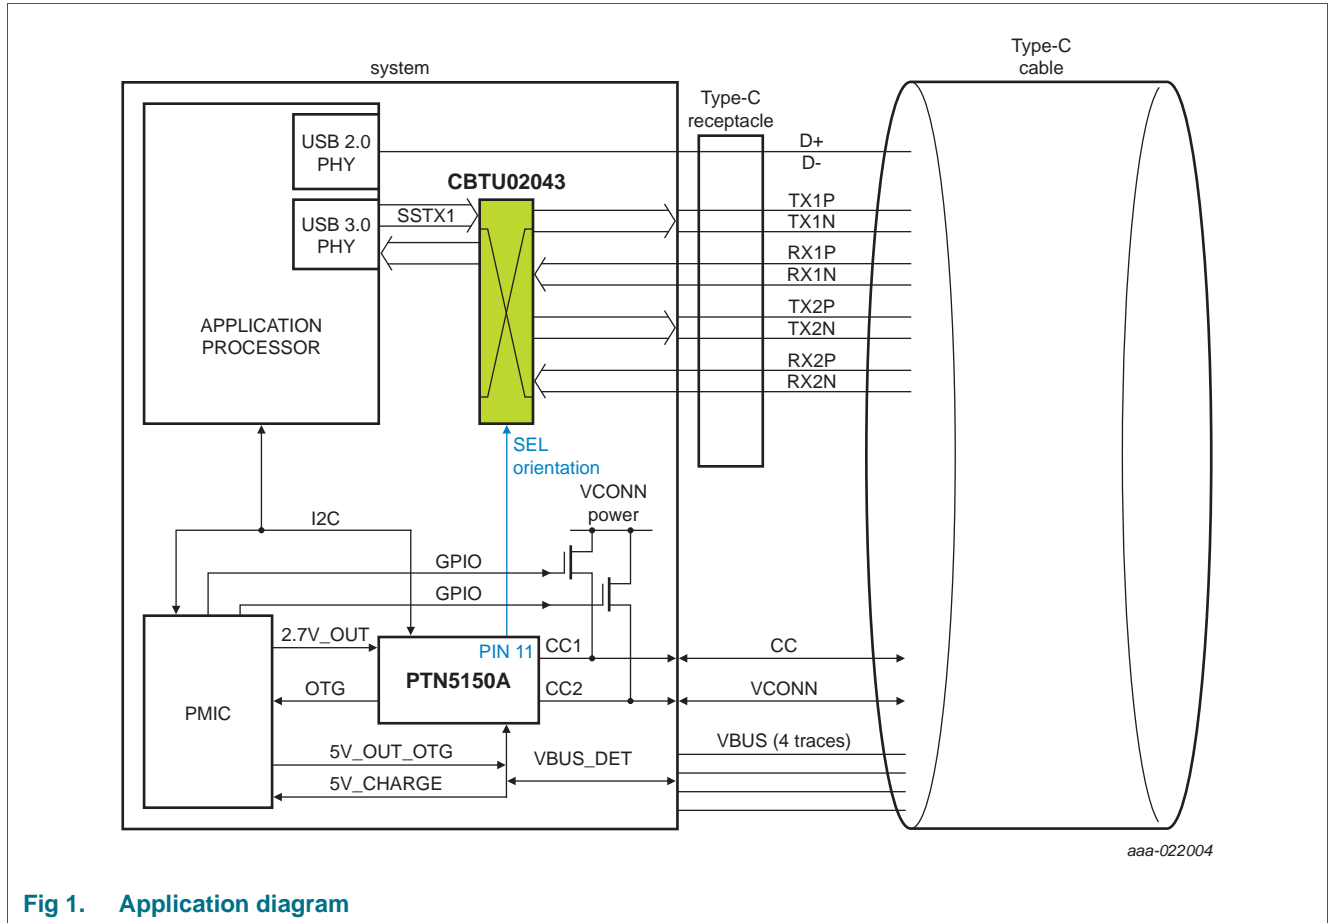 Type-C
cable
system
Type-C
receptacle
USB 2.0
PHY
D+
D-
CBTU02043
USB 3.0
PHY
SSTX1
TX1P
TX1N
RX1P
RX1N
TX2P
TX2N
RX2P
RX2N
APPLICATION
PROCESSOR
SEL
orientation
VCONN
power
I2C
GPIO
GPIO
2.7V_OUT
PIN 11
CC1
CC
PTN5150A
OTG
CC2
VCONN
PMIC
5V_OUT_OTG
VBUS_DET
VBUS (4 traces)
5V_CHARGE
aaa-022004
Fig 1. Application diagram